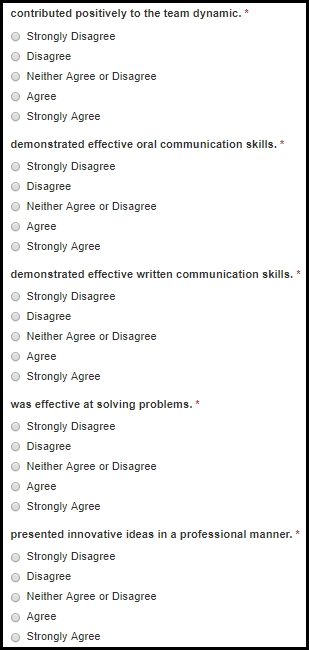 contributed positively to the team dynamic. *
Strongly Disagree
Disagree
Neither Agree or Disagree
Agree
Strongly Agree
demonstrated effective oral communication skills. *
Strongly Disagree
Disagree
Neither Agree or Disagree
Agree
Strongly Agree
demonstrated effective written communication skills. *
Strongly Disagree
Disagree
Neither Agree or Disagree
Agree
Strongly Agree
was effective at solving problems. *
Strongly Disagree
Disagree
Neither Agree or Disagree
Agree
Strongly Agree
presented innovative ideas in a professional manner. *
Strongly Disagree
Disagree
Neither Agree or Disagree
Agree
Strongly Agree